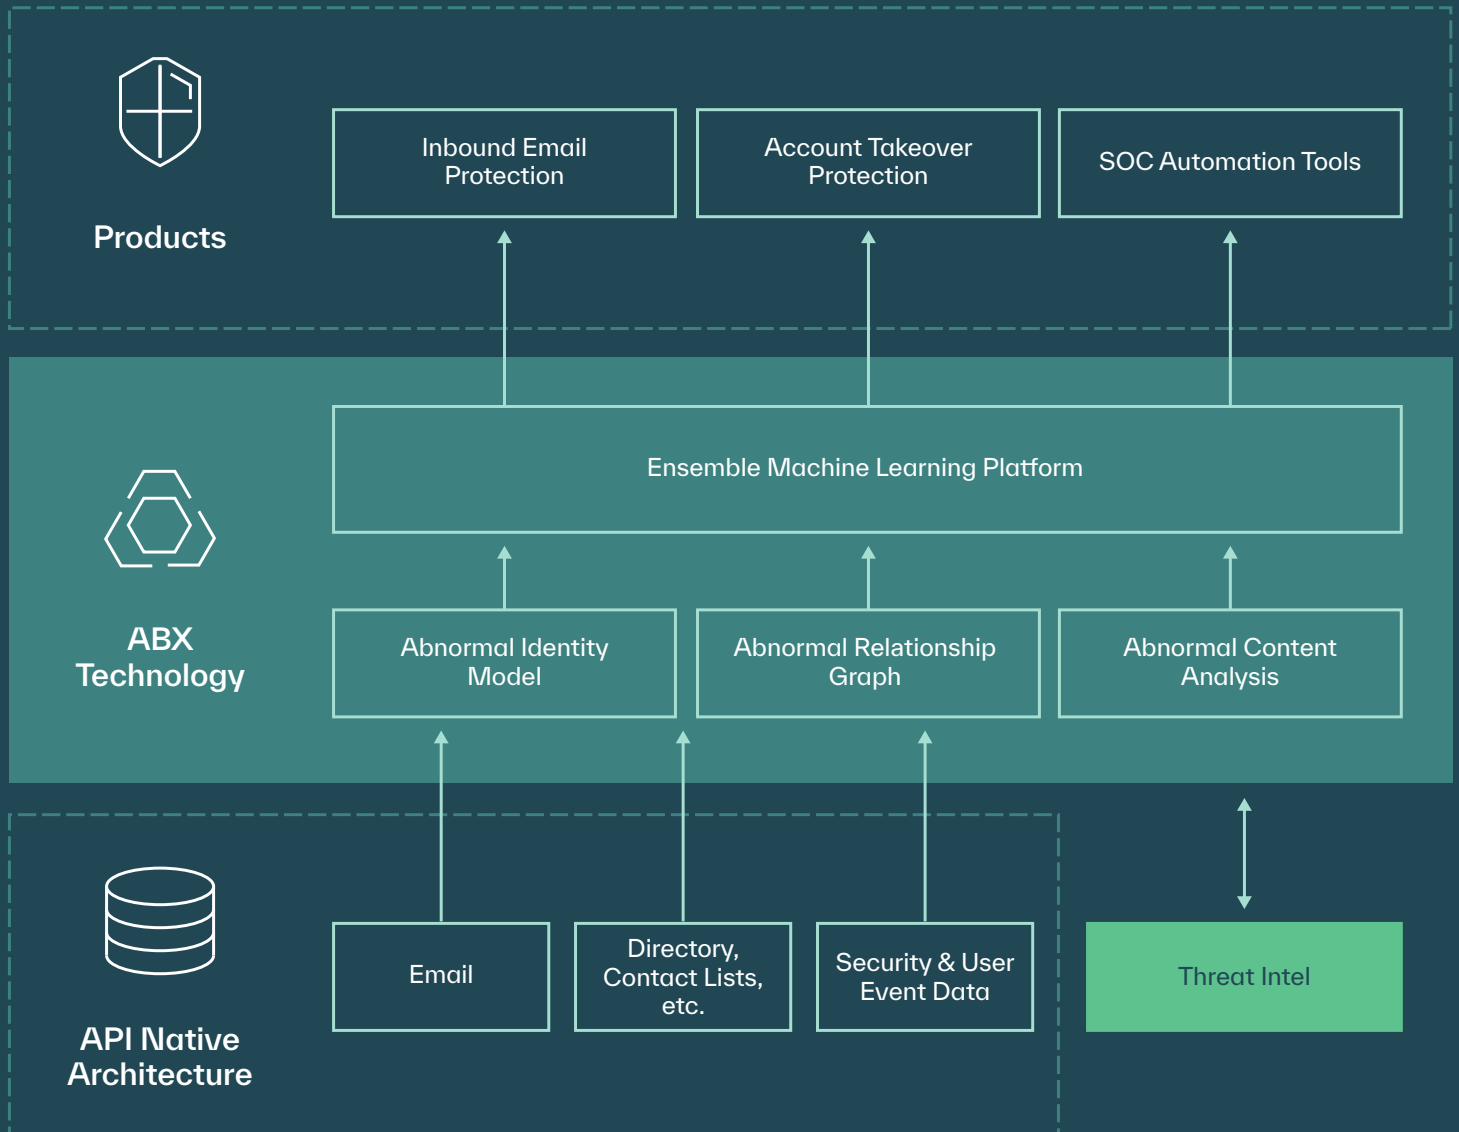 Products
Inbound Email
Protection
Account Takeover
Protection
SOC Automation Tools
ABX
Technology
Ensemble Machine Learning Platform
Abnormal Identity
Model
Abnormal Relationship
Graph
Abnormal Content
Analysis
API Native
Architecture
Email
Directory,
Contact Lists,
etc.
Security & User
Event Data
Threat Intel